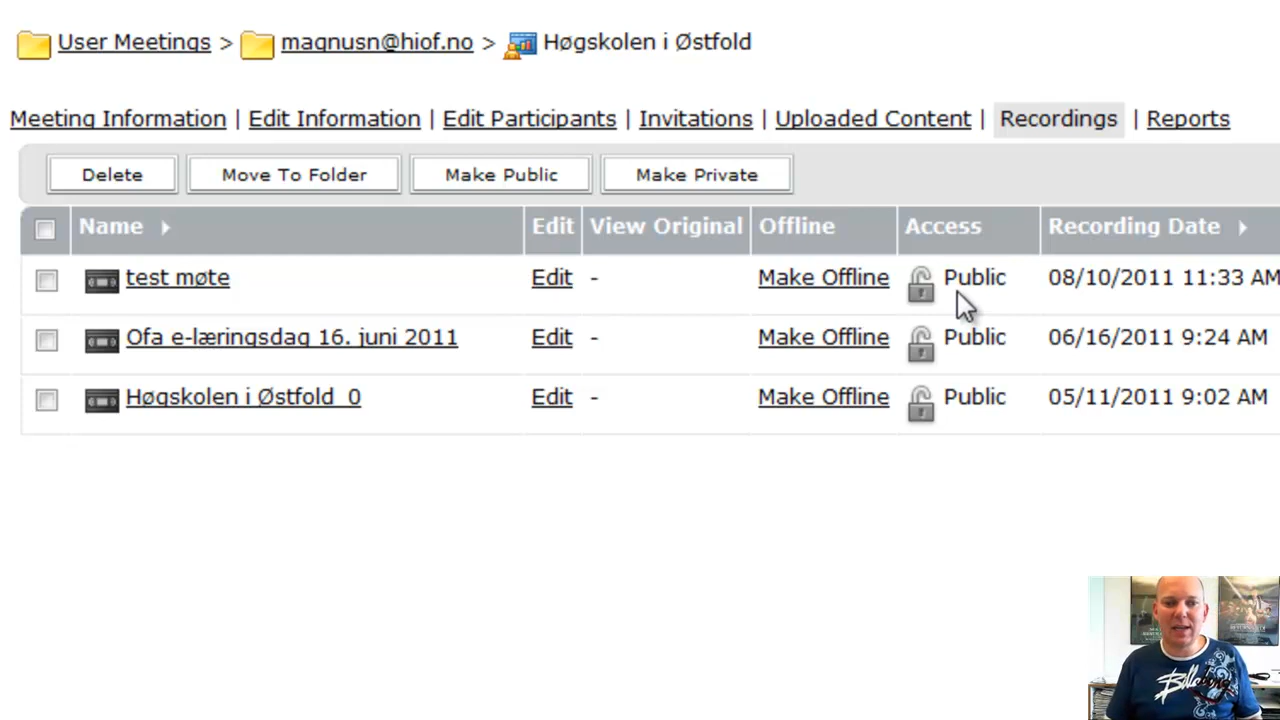 User Meetings > magnusn@hiof.no > Høgskolen i Østfold
Meeting Information | Edit Information | Edit Participants | Invitations | Uploaded Content | Recordings | Reports
Delete Move To Folder Make Public Make Private
Name Edit View Original Offline Access Recording Date
test møte Edit - Make Offline Public 08/10/2011 11:33 AM
Ofa e-læringsdag 16. juni 2011 Edit - Make Offline Public 06/16/2011 9:24 AM
Høgskolen i Østfold_0 Edit - Make Offline Public 05/11/2011 9:02 AM